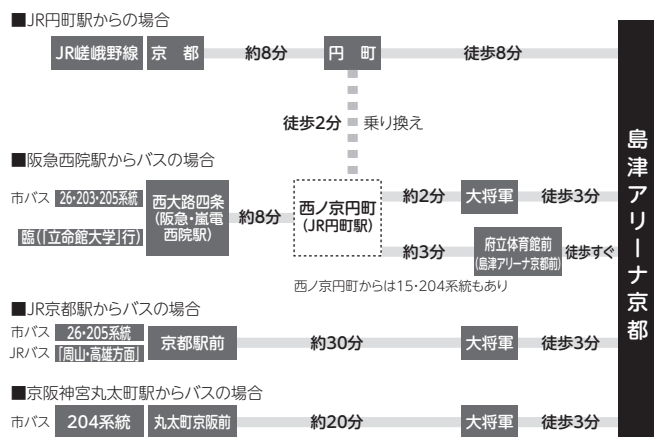 ■JR円町駅からの場合
JR嵯峨野線 京 都 約8分 円 町 徒歩8分
徒歩2分 乗り換え
■阪急西院駅からバスの場合
市バス 26・203・205系統
臨(「立命館大学」行)
西大路四条
(阪急・嵐電
西院駅)
約8分
西ノ京円町
(JR円町駅)
約2分 大将軍 徒歩3分
約3分 府立体育館前
(島津アリーナ京都前)
徒歩すぐ
西ノ京円町からは15・204系統もあり
■JR京都駅からバスの場合
市バス 26・205系統
JRバス 「周山・高雄方面」
京都駅前 約30分 大将軍 徒歩3分
■京阪神宮丸太町駅からバスの場合
市バス 204系統 丸太町京阪前 約20分 大将軍 徒歩3分
島津アリーナ京都